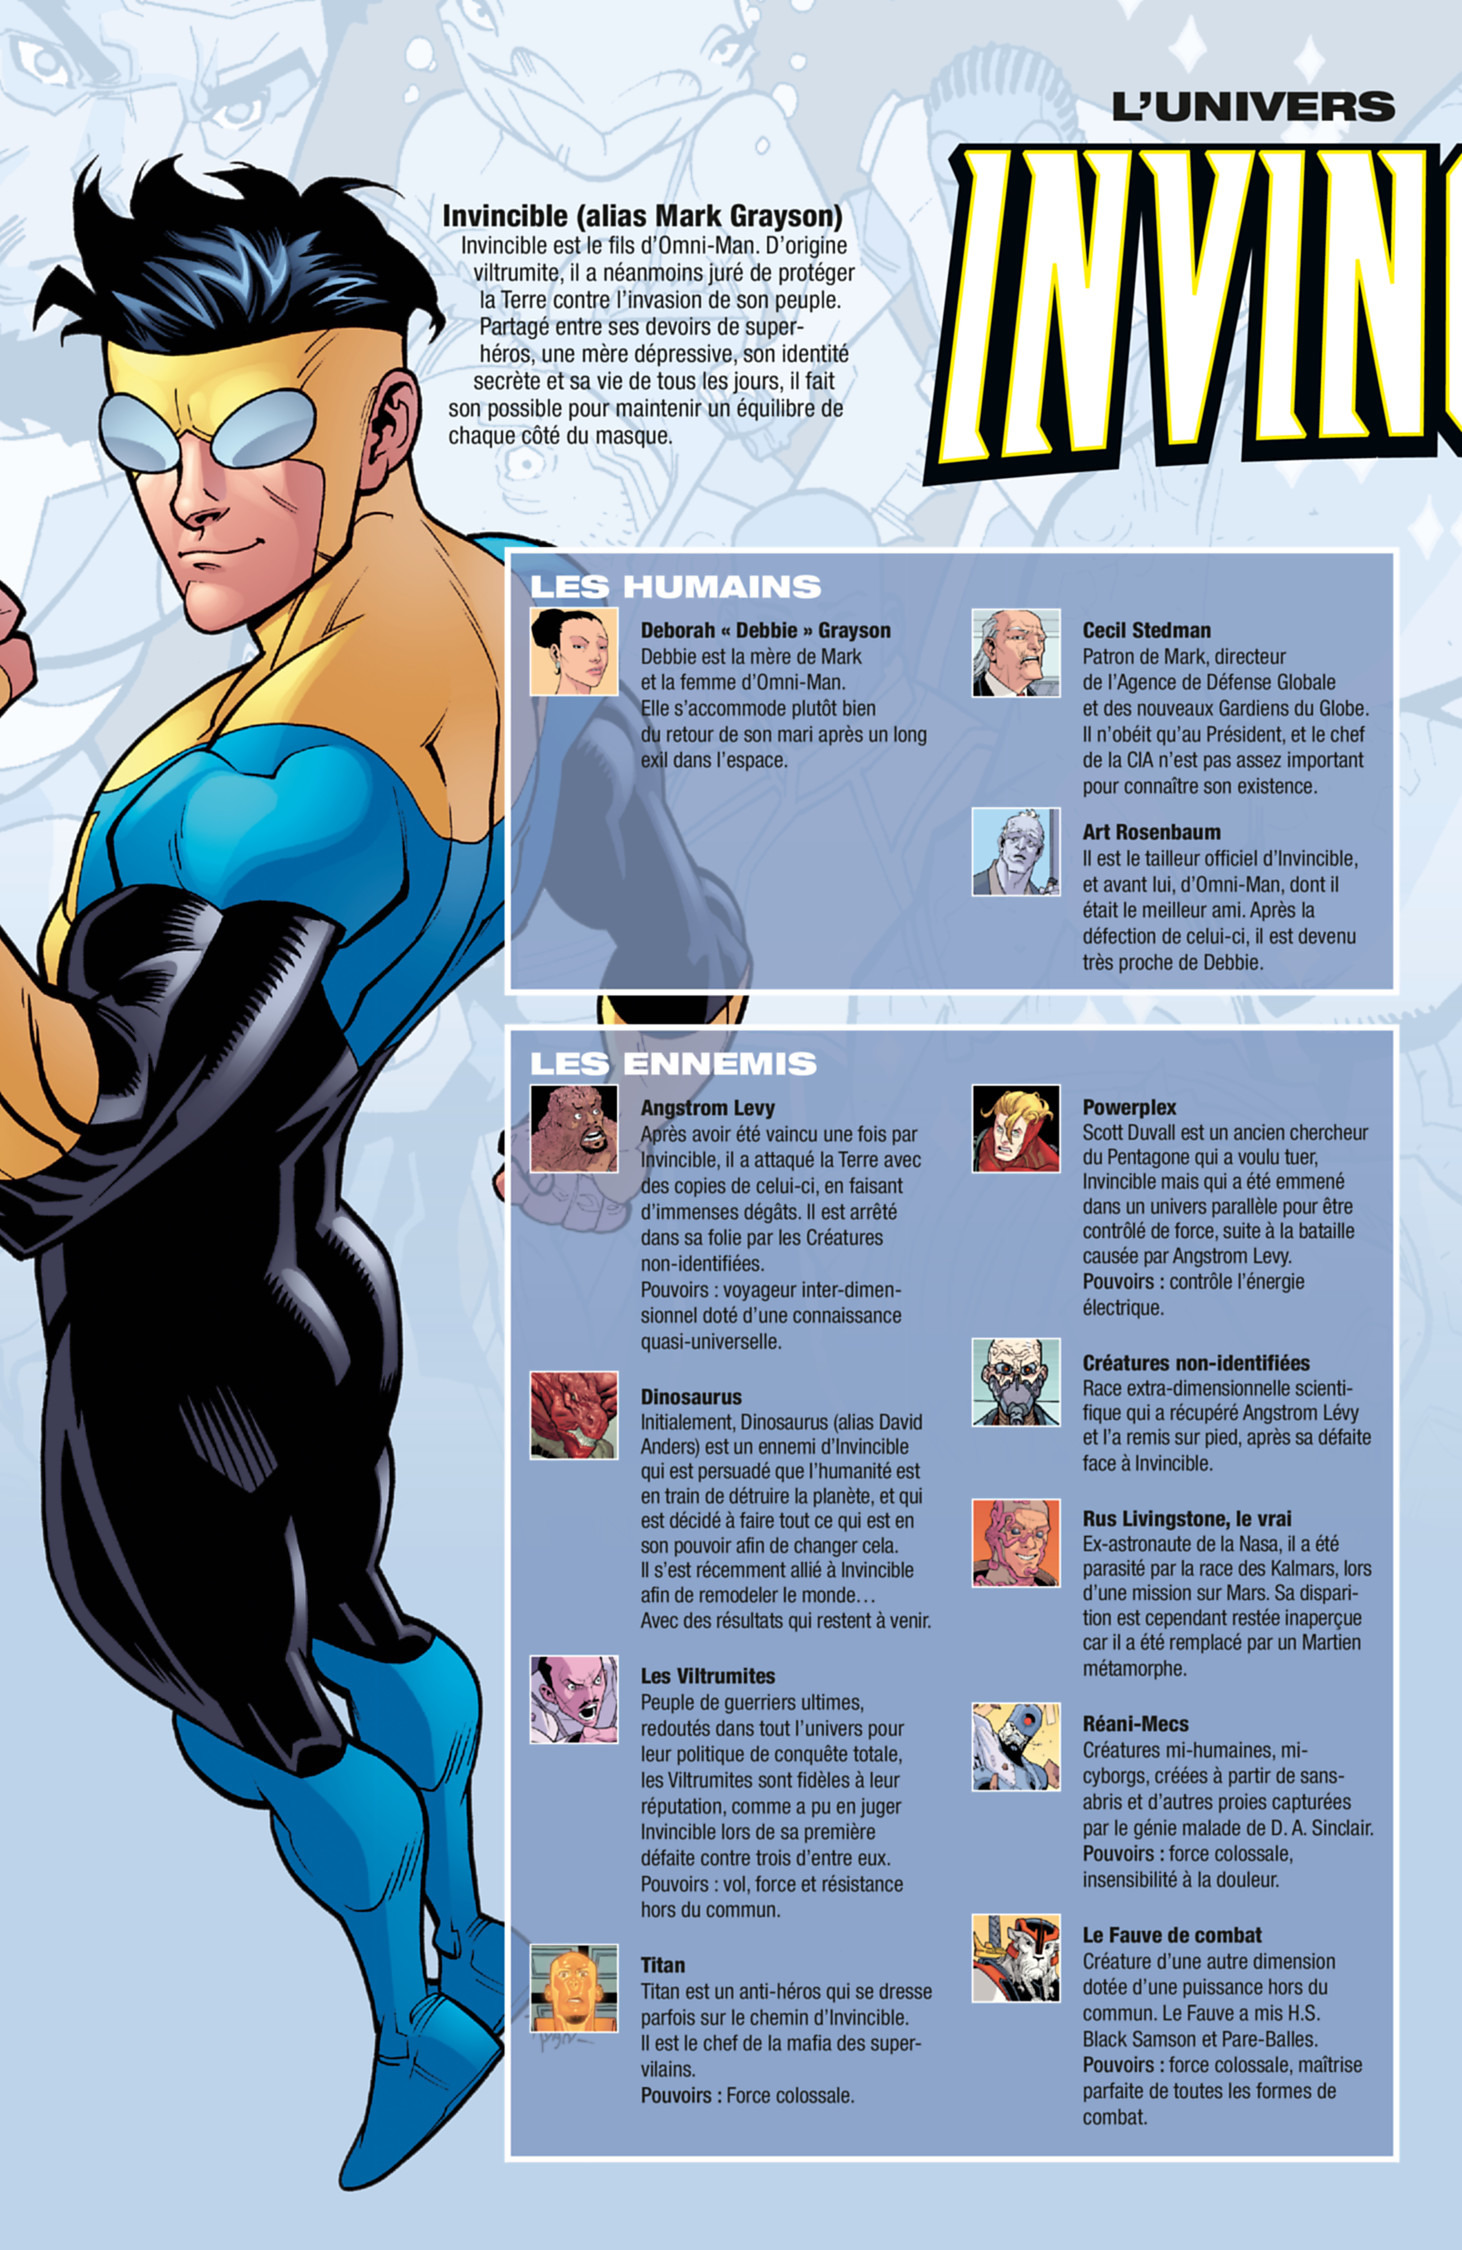 L'UNIVERS
INVINC
Invincible (alias Mark Grayson)
Invincible est le fils d'Omni-Man. D'origine
viltrumite, il a néanmoins juré de protéger
la Terre contre l'invasion de son peuple.
Partagé entre ses devoirs de super-
héros, une mère dépressive, son identité
secrète et sa vie de tous les jours, il fait
son possible pour maintenir un équilibre de
chaque côté du masque.
LES HUMAINS
Deborah « Debbie » Grayson
Debbie est la mère de Mark
et la femme d'Omni-Man.
Elle s'accommode plutôt bien
du retour de son mari après un long
exil dans l'espace.
Cecil Stedman
Patron de Mark, directeur
de l'Agence de Défense Globale
et des nouveaux Gardiens du Globe.
Il n'obéit qu'au Président, et le chef
de la CIA n'est pas assez important
pour connaître son existence.
Art Rosenbaum
Il est le tailleur officiel d'Invincible,
et avant lui, d'Omni-Man, dont il
était le meilleur ami. Après la
défection de celui-ci, il est devenu
très proche de Debbie.
LES ENNEMIS
Angstrom Levy
Après avoir été vaincu une fois par
Invincible, il a attaqué la Terre avec
des copies de celui-ci, en faisant
d'immenses dégâts. Il est arrêté
dans sa folie par les Créatures
non-identifiées.
Pouvoirs : voyageur inter-dimen-
sionnel doté d'une connaissance
quasi-universelle.
Dinosaurus
Initialement, Dinosaurus (alias David
Anders) est un ennemi d'Invincible
qui est persuadé que l'humanité est
en train de détruire la planète, et qui
est décidé à faire tout ce qui est en
son pouvoir afin de changer cela.
Il s'est récemment allié à Invincible
afin de remodeler le monde...
Avec des résultats qui restent à venir.
Les Viltrumites
Peuple de guerriers ultimes,
redoutés dans tout l'univers pour
leur politique de conquête totale,
les Viltrumites sont fidèles à leur
réputation, comme a pu en juger
Invincible lors de sa première
défaite contre trois d'entre eux.
Pouvoirs : vol, force et résistance
hors du commun.
Titan
Titan est un anti-héros qui se dresse
parfois sur le chemin d'Invincible.
Il est le chef de la mafia des super-
vilains.
Pouvoirs : Force colossale.
Powerplex
Scott Duvall est un ancien chercheur
du Pentagone qui a voulu tuer,
Invincible mais qui a été emmené
dans un univers parallèle pour être
contrôlé de force, suite à la bataille
causée par Angstrom Levy.
Pouvoirs : contrôle l'énergie
électrique.
Créatures non-identifiées
Race extra-dimensionnelle scienti-
fique qui a récupéré Angstrom Lévy
et l'a remis sur pied, après sa défaite
face à Invincible.
Rus Livingstone, le vrai
Ex-astronaute de la Nasa, il a été
parasité par la race des Kalmars, lors
d'une mission sur Mars. Sa dispari-
tion est cependant restée inaperçue
car il a été remplacé par un Martien
métamorphe.
Réani-Mecs
Créatures mi-humaines, mi-
cyborgs, créées à partir de sans-
abris et d'autres proies capturées
par le génie malade de D. A. Sinclair.
Pouvoirs : force colossale,
insensibilité à la douleur.
Le Fauve de combat
Créature d'une autre dimension
dotée d'une puissance hors du
commun. Le Fauve a mis H.S.
Black Samson et Pare-Balles.
Pouvoirs : force colossale, maîtrise
parfaite de toutes les formes de
combat.